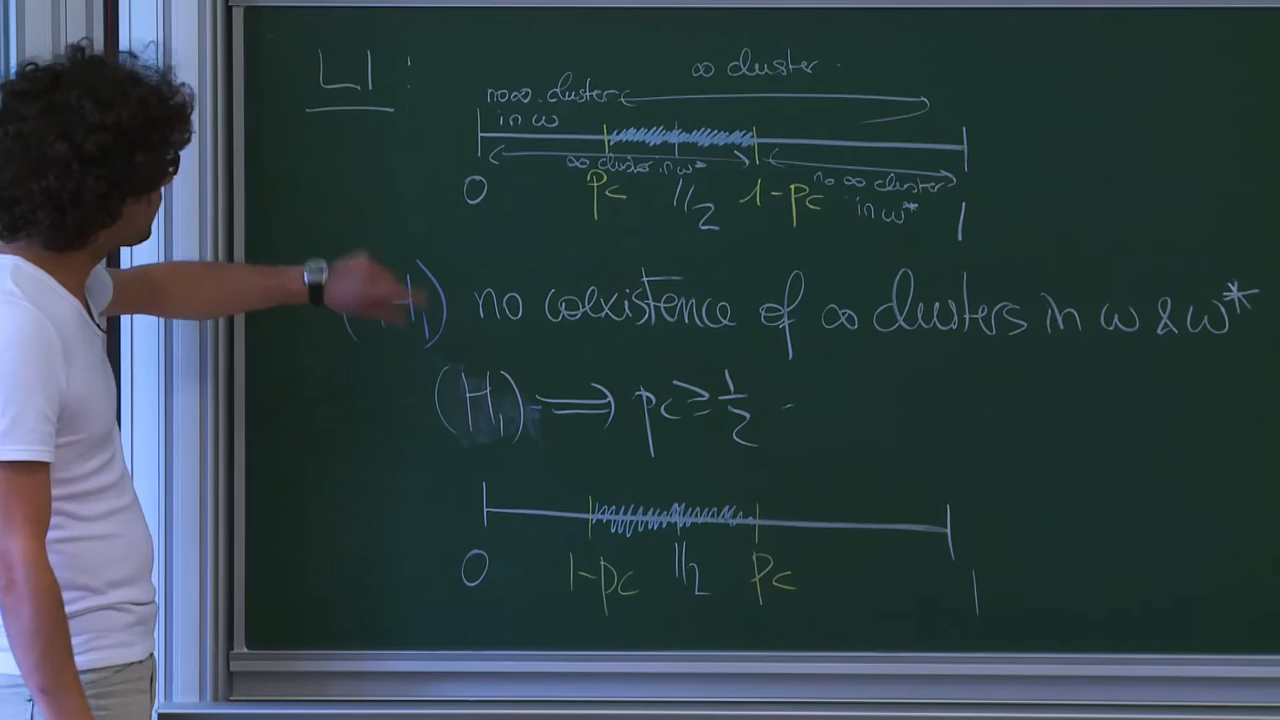 L1 :
∞ cluster.
no ∞. cluster
in ω
∞ cluster in ω*
no ∞ cluster
in ω*
0 pc 1/2 1-pc 1
(H1) no coexistence of ∞ clusters in ω & ω*
(H1) ⟹ pc ≥ 1/2
0 1-pc 1/2 pc 1